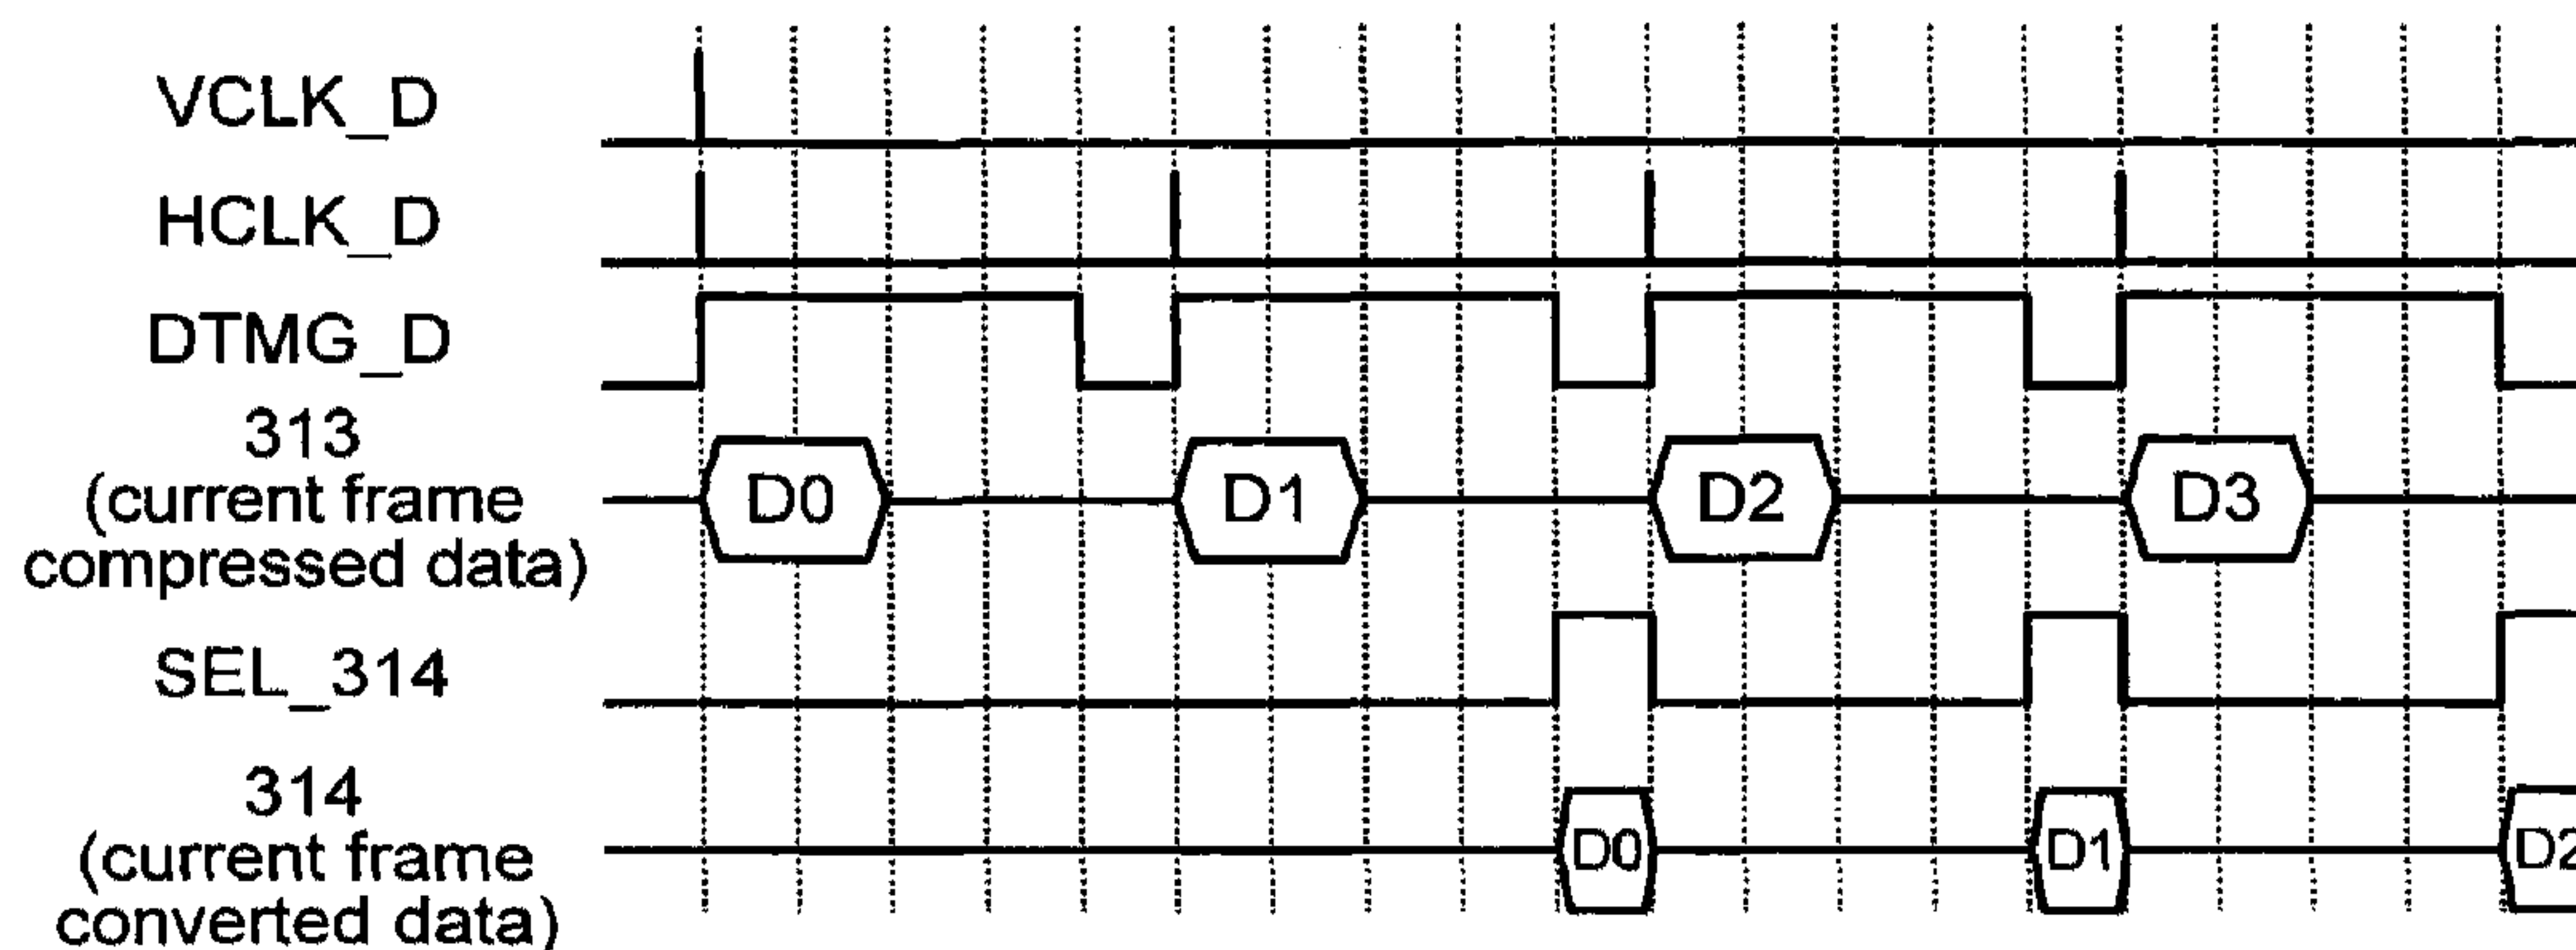 VCLK_D
HCLK_D
DTMG_D
313
(current frame
compressed data)
D0 D1 D2 D3
SEL_314
314
(current frame
converted data)
D0 D1 D2